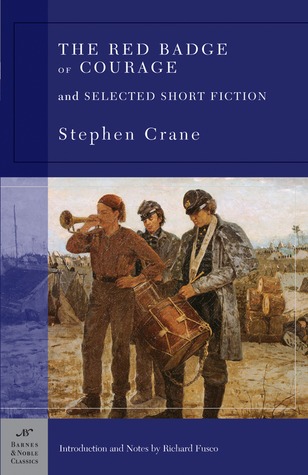 THE RED BADGE
OF COURAGE
and SELECTED SHORT FICTION
Stephen Crane
BARNES
& NOBLE
CLASSICS
Introduction and Notes by Richard Fusco